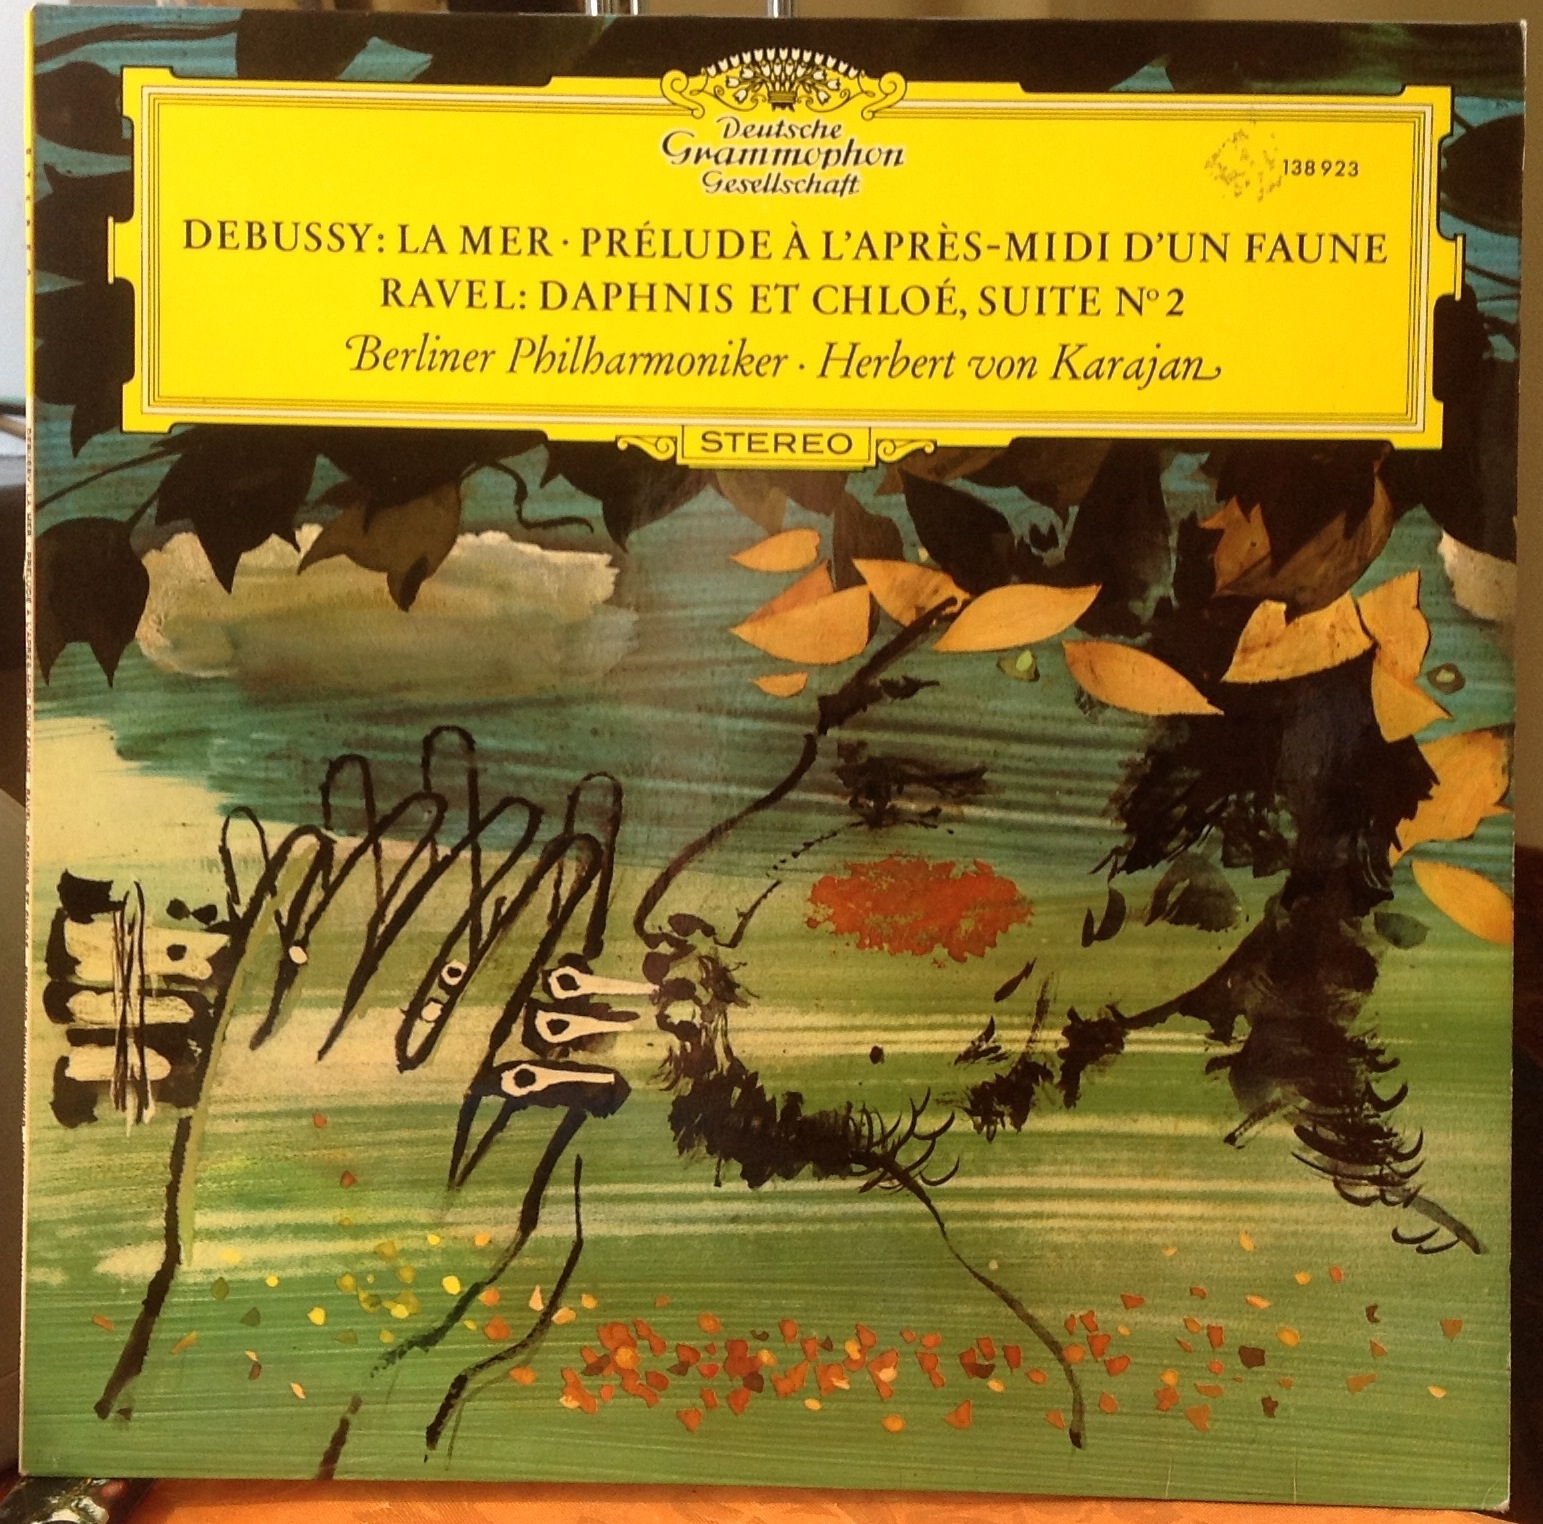 Deutsche
Grammophon
Gesellschaft
138 923
DEBUSSY: LA MER · PRÉLUDE À L'APRÈS-MIDI D'UN FAUNE
RAVEL: DAPHNIS ET CHLOÉ, SUITE Nº 2
Berliner Philharmoniker · Herbert von Karajan
STEREO